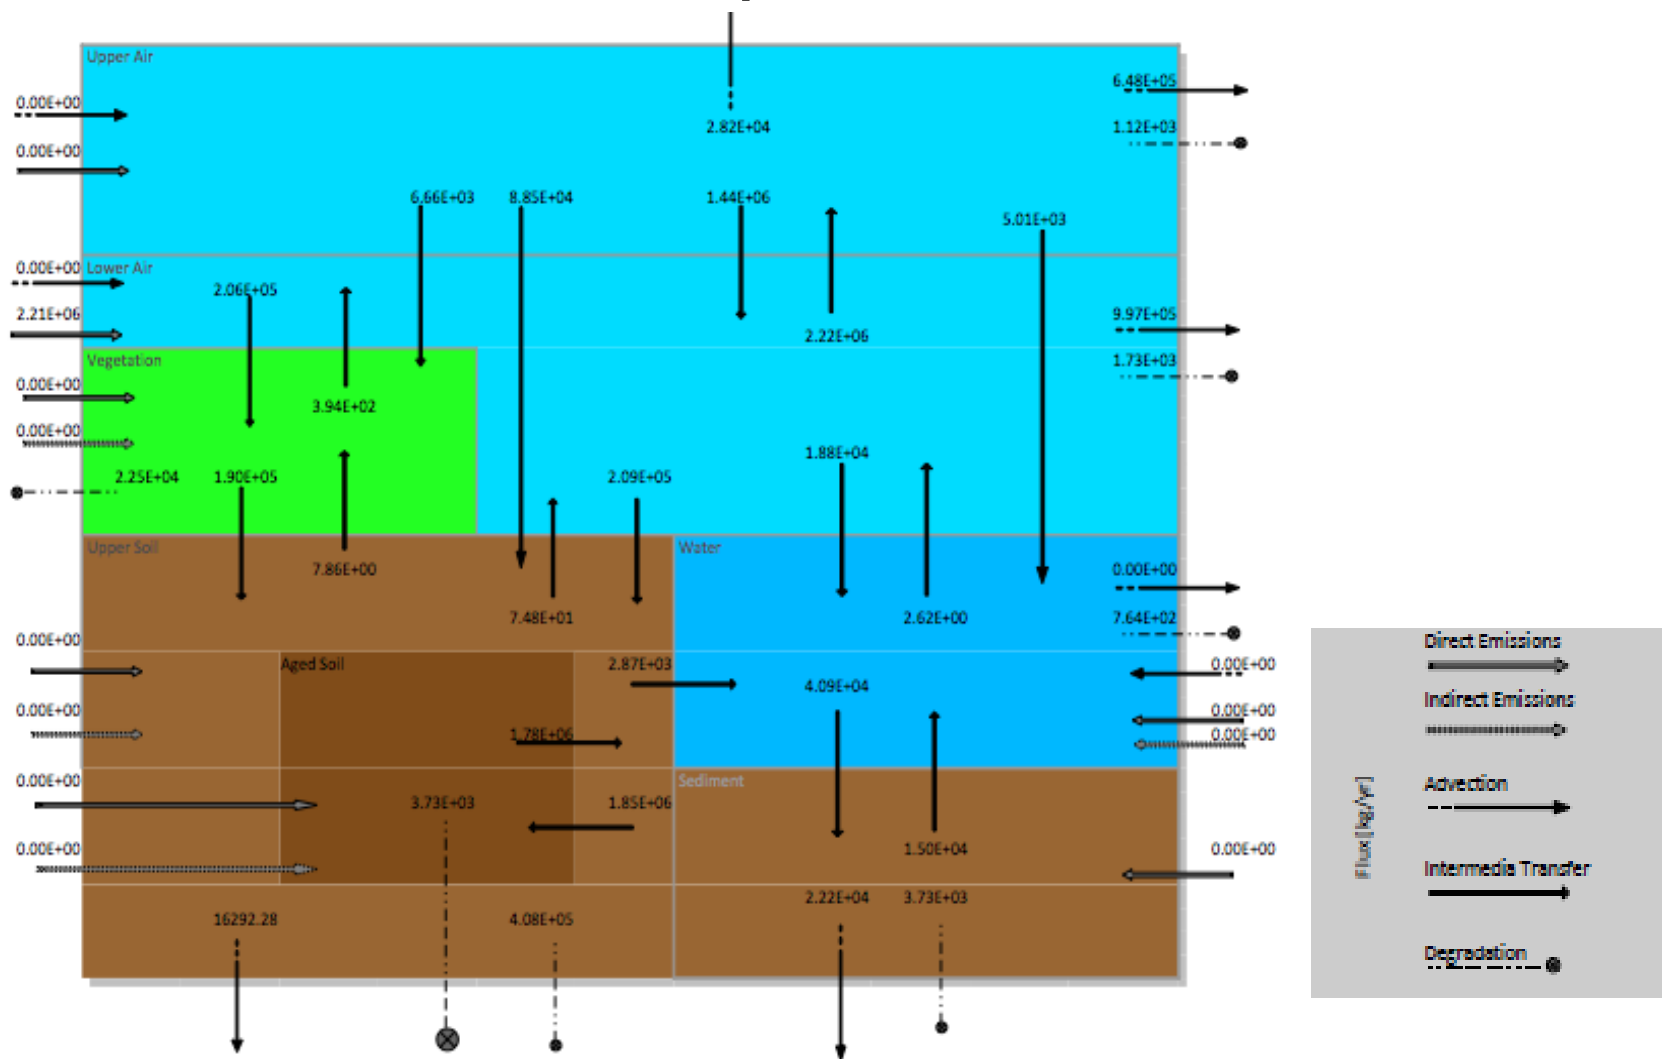 Upper Air
6.48E+05
0.00E+00
2.82E+04
1.12E+03
0.00E+00
6.66E+03
8.85E+04
1.44E+06
5.01E+03
0.00E+00
Lower Air
2.06E+05
2.21E+06
9.97E+05
2.22E+06
Vegetation
1.73E+03
0.00E+00
3.94E+02
0.00E+00
1.88E+04
2.25E+04
1.90E+05
2.09E+05
Upper Soil
Water
7.86E+00
0.00E+00
7.48E+01
2.62E+00
7.64E+02
0.00E+00
Aged Soil
2.87E+03
0.00E+00
4.09E+04
0.00E+00
0.00E+00
1.78E+06
0.00E+00
0.00E+00
Sediment
3.73E+03
1.85E+06
0.00E+00
1.50E+04
0.00E+00
2.22E+04
3.73E+03
16292.28
4.08E+05
Direct Emissions
Indirect Emissions
Advection
Flux [kg/yr]
Intermedia Transfer
Degradation